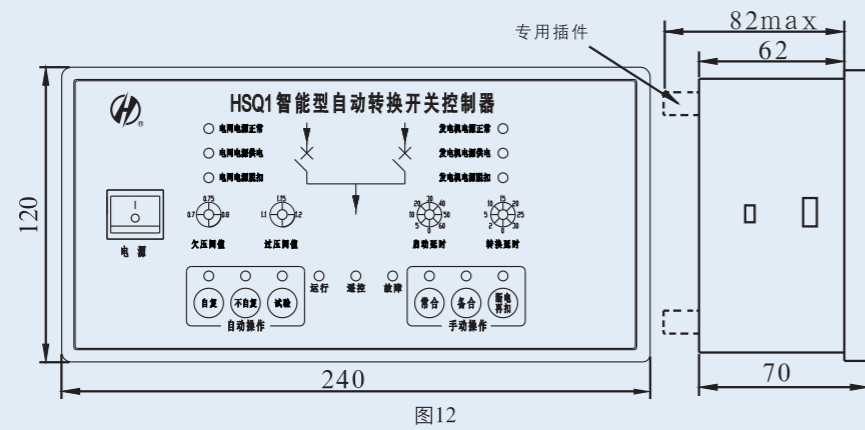 专用插件
82max
62
HSQ1智能型自动转换开关控制器
®
电网电源正常
发电机电源正常
电网电源供电
发电机电源供电
电网电源脱扣
发电机电源脱扣
0.7 0.75 0.8
1.1 1.15 1.2
5 10 20 30 40 50 60 0
2 5 10 15 20 25 30 0
欠压阀值
过压阀值
启动延时
转换延时
电 源
运行
遥控
故障
自复
不自复
试验
常合
备合
断电
再扣
自动操作
手动操作
120
240
70
图12